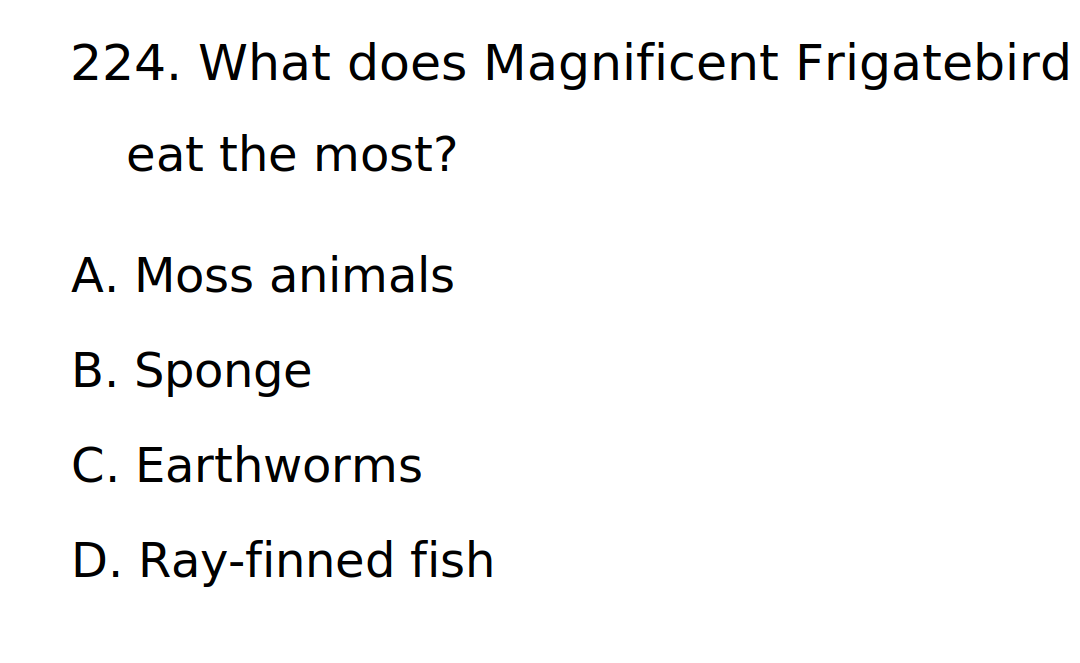 224. What does Magnificent Frigatebird
eat the most?
A. Moss animals
B. Sponge
C. Earthworms
D. Ray-finned fish